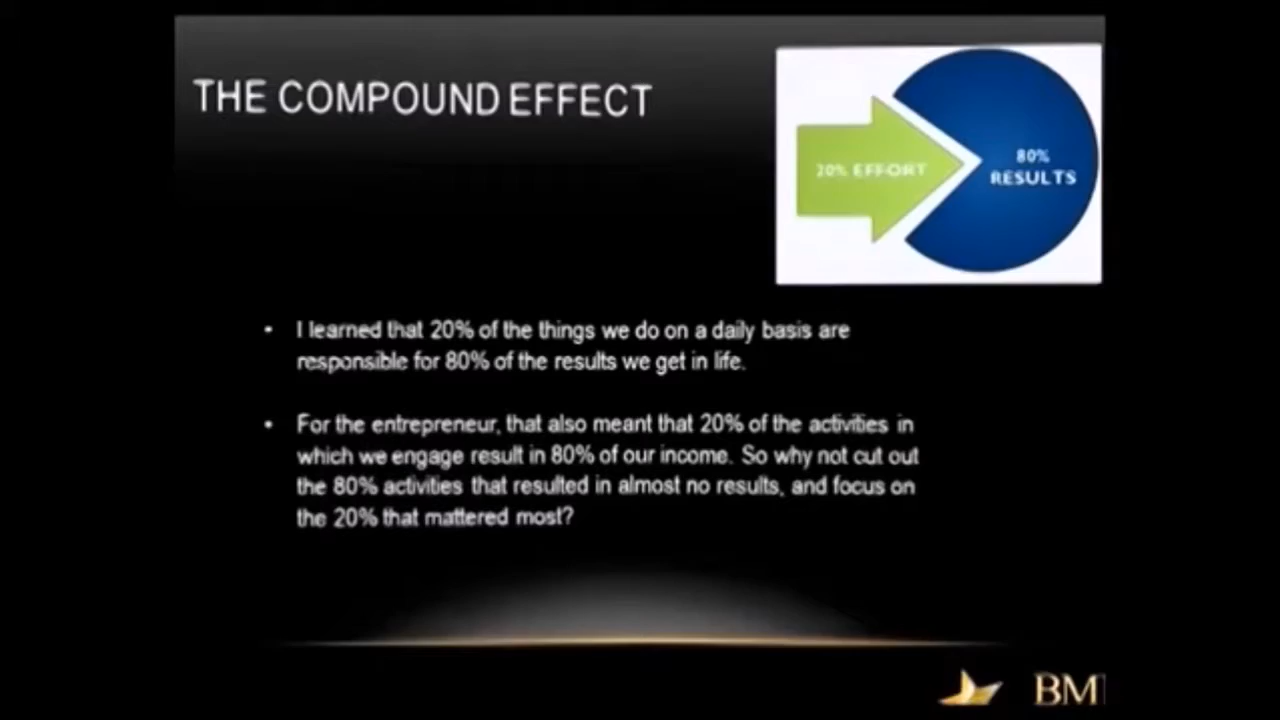 THE COMPOUND EFFECT
20% EFFORT
80%
RESULTS
• I learned that 20% of the things we do on a daily basis are
responsible for 80% of the results we get in life.
• For the entrepreneur, that also meant that 20% of the activities in
which we engage result in 80% of our income. So why not cut out
the 80% activities that resulted in almost no results, and focus on
the 20% that mattered most?
BM